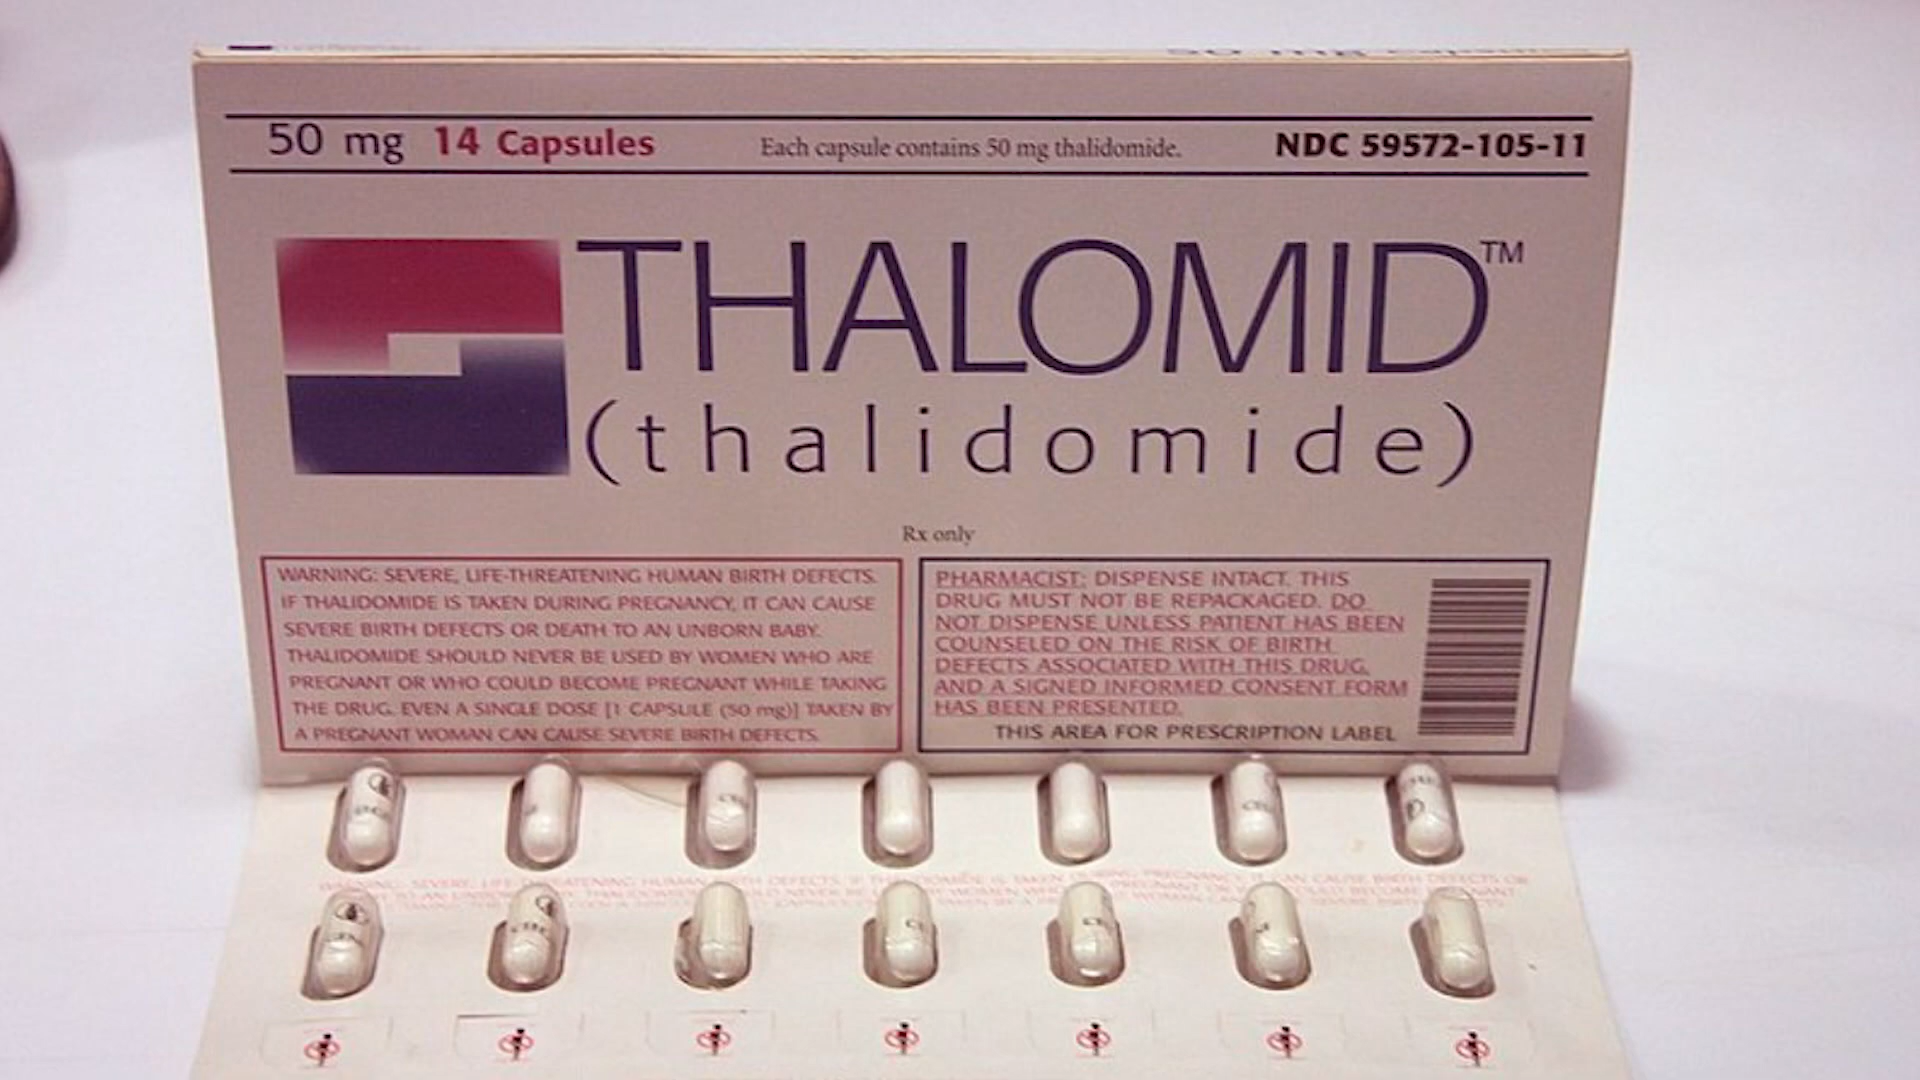 50 mg 14 Capsules Each capsule contains 50 mg thalidomide. NDC 59572-105-11
THALOMID™
(thalidomide)
Rx only
WARNING: SEVERE, LIFE-THREATENING HUMAN BIRTH DEFECTS.
IF THALIDOMIDE IS TAKEN DURING PREGNANCY, IT CAN CAUSE
SEVERE BIRTH DEFECTS OR DEATH TO AN UNBORN BABY.
THALIDOMIDE SHOULD NEVER BE USED BY WOMEN WHO ARE
PREGNANT OR WHO COULD BECOME PREGNANT WHILE TAKING
THE DRUG. EVEN A SINGLE DOSE [1 CAPSULE (50 mg)] TAKEN BY
A PREGNANT WOMAN CAN CAUSE SEVERE BIRTH DEFECTS.
PHARMACIST: DISPENSE INTACT. THIS
DRUG MUST NOT BE REPACKAGED. DO
NOT DISPENSE UNLESS PATIENT HAS BEEN
COUNSELED ON THE RISK OF BIRTH
DEFECTS ASSOCIATED WITH THIS DRUG,
AND A SIGNED INFORMED CONSENT FORM
HAS BEEN PRESENTED.
THIS AREA FOR PRESCRIPTION LABEL